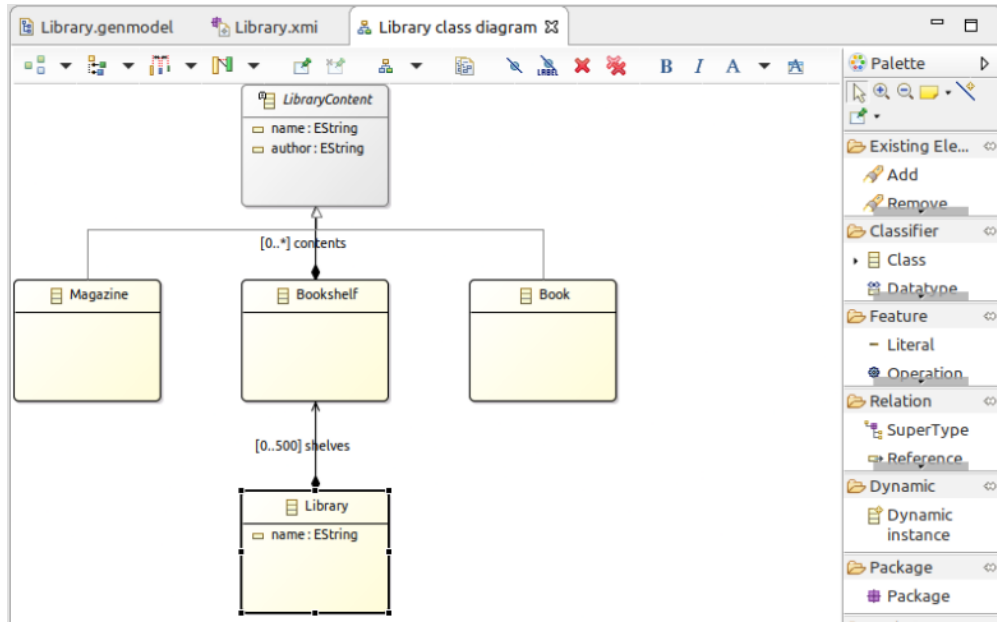 Library.genmodel
Library.xmi
Library class diagram
LABEL
B I A A
Palette
LibraryContent
name : EString
author : EString
[0..*] contents
Magazine
Bookshelf
Book
[0..500] shelves
Library
name : EString
Existing Ele...
Add
Remove
Classifier
Class
Datatype
Feature
Literal
Operation
Relation
SuperType
Reference
Dynamic
Dynamic
instance
Package
Package